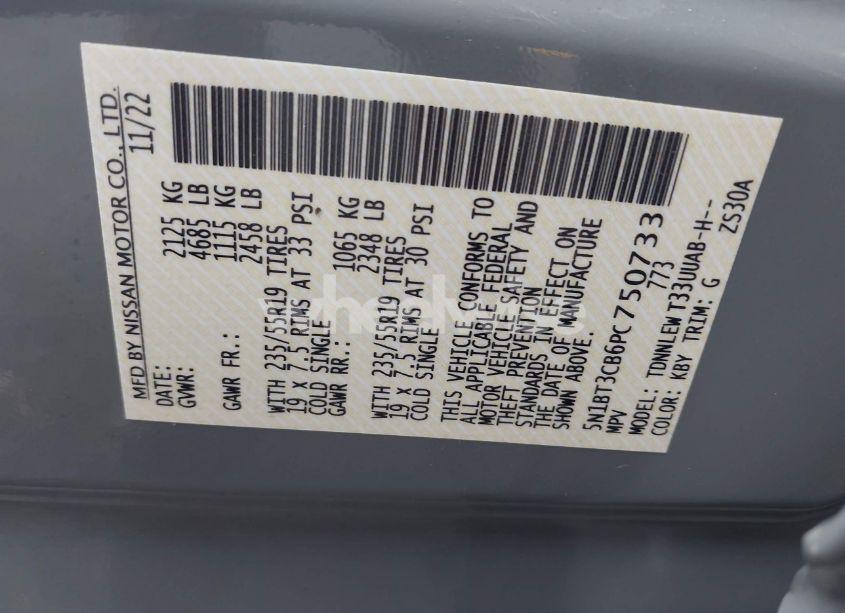 MFD BY NISSAN MOTOR CO., LTD.
DATE: 11/22
GVWR: 2125 KG
4685 LB
GAWR FR.: 1115 KG
2458 LB
WITH 235/55R19 TIRES
19 X 7.5 RIMS AT 33 PSI
COLD SINGLE
GAWR RR.: 1065 KG
2348 LB
WITH 235/55R19 TIRES
19 X 7.5 RIMS AT 30 PSI
COLD SINGLE
THIS VEHICLE CONFORMS TO
ALL APPLICABLE FEDERAL
MOTOR VEHICLE SAFETY AND
THEFT PREVENTION
STANDARDS IN EFFECT ON
THE DATE OF MANUFACTURE
SHOWN ABOVE.
5N1BT3CB6PC750733
MPV 773
MODEL: TDNNLEW T33UUAB-H--
COLOR: KBY TRIM: G ZS30A